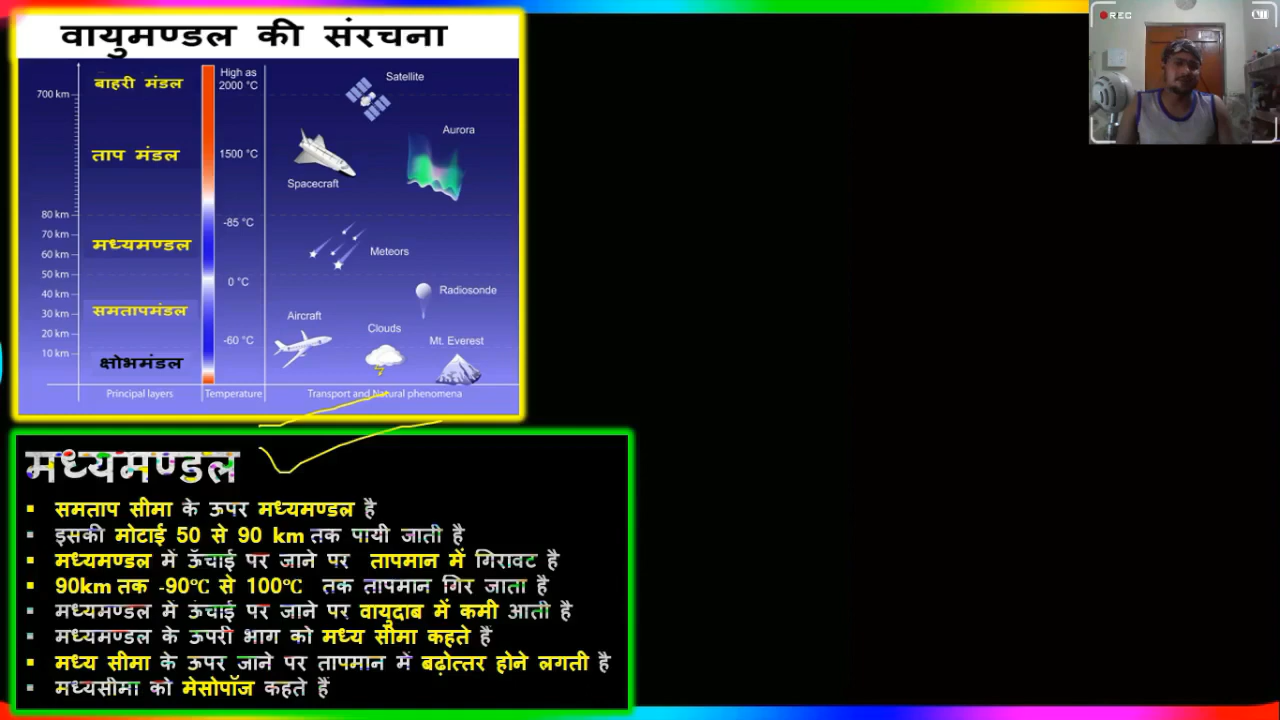 वायुमण्डल की संरचना
REC
बाहरी मंडल
High as
2000 °C
Satellite
700 km
Aurora
ताप मंडल
1500 °C
Spacecraft
80 km
-85 °C
70 km
मध्यमण्डल
60 km
Meteors
50 km
0 °C
40 km
Radiosonde
30 km
समतापमंडल
Aircraft
20 km
Clouds
-60 °C
Mt. Everest
10 km
क्षोभमंडल
Principal layers
Temperature
Transport and Natural phenomena
मध्यमण्डल
समताप सीमा के ऊपर मध्यमण्डल है
इसकी मोटाई 50 से 90 km तक पायी जाती है
मध्यमण्डल में ऊँचाई पर जाने पर तापमान में गिरावट है
90km तक -90℃ से 100℃ तक तापमान गिर जाता है
मध्यमण्डल में ऊंचाई पर जाने पर वायुदाब में कमी आती है
मध्यमण्डल के ऊपरी भाग को मध्य सीमा कहते हैं
मध्य सीमा के ऊपर जाने पर तापमान में बढ़ोत्तर होने लगती है
मध्यसीमा को मेसोपॉज कहते हैं